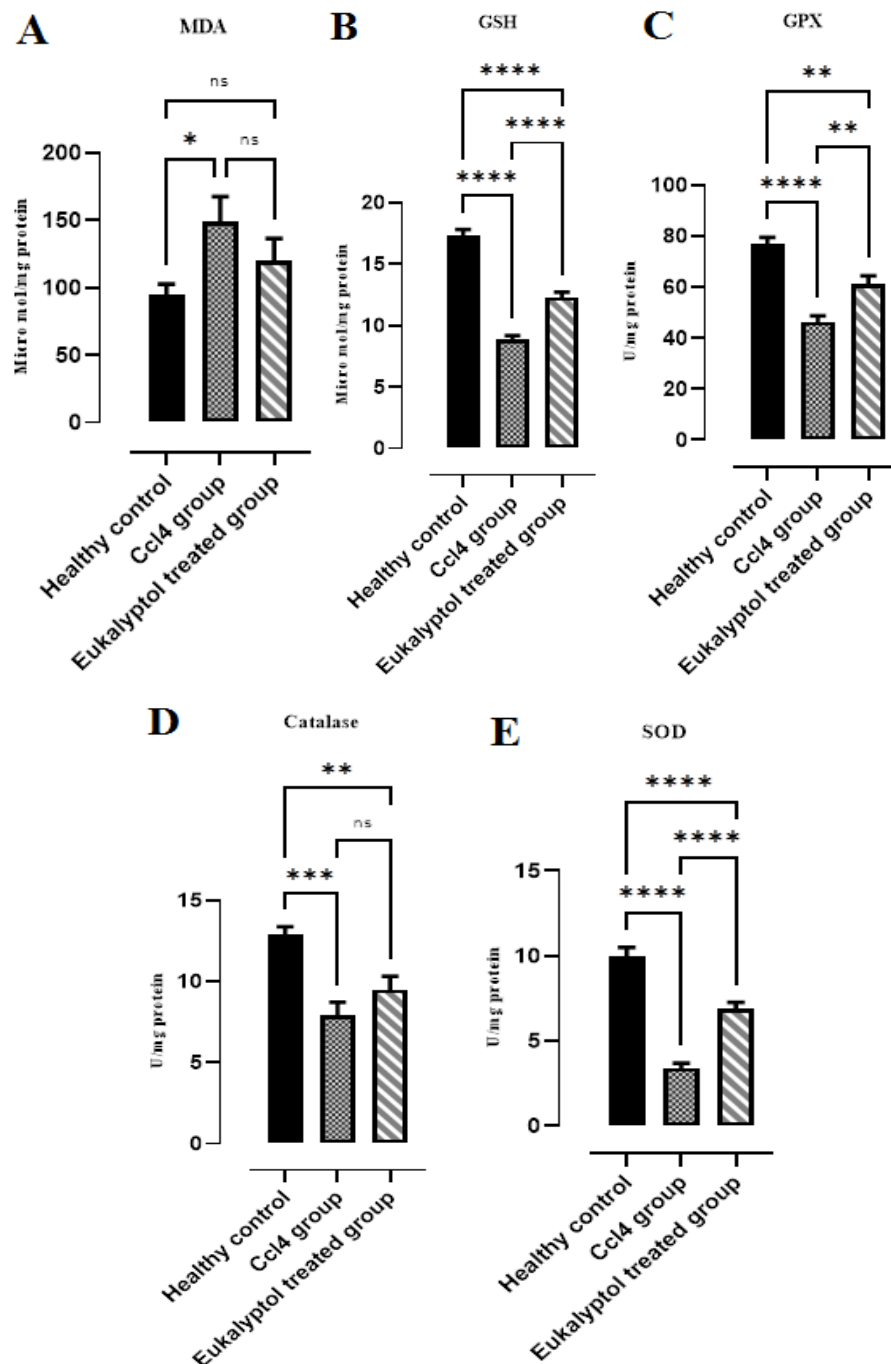 A
MDA
ns
*
ns
200
150
100
50
0
Micro mol/mg protein
Healthy control
Ccl4 group
Eukalyptol treated group
B
GSH
****
****
****
20
15
10
5
0
Micro mol/mg protein
Healthy control
Ccl4 group
Eukalyptol treated group
C
GPX
**
**
****
100
80
60
40
20
0
U/mg protein
Healthy control
Ccl4 group
Eukalyptol treated group
D
Catalase
**
ns
***
15
10
5
0
U/mg protein
Healthy control
Ccl4 group
Eukalyptol treated group
E
SOD
****
****
****
15
10
5
0
U/mg protein
Healthy control
Ccl4 group
Eukalyptol treated group